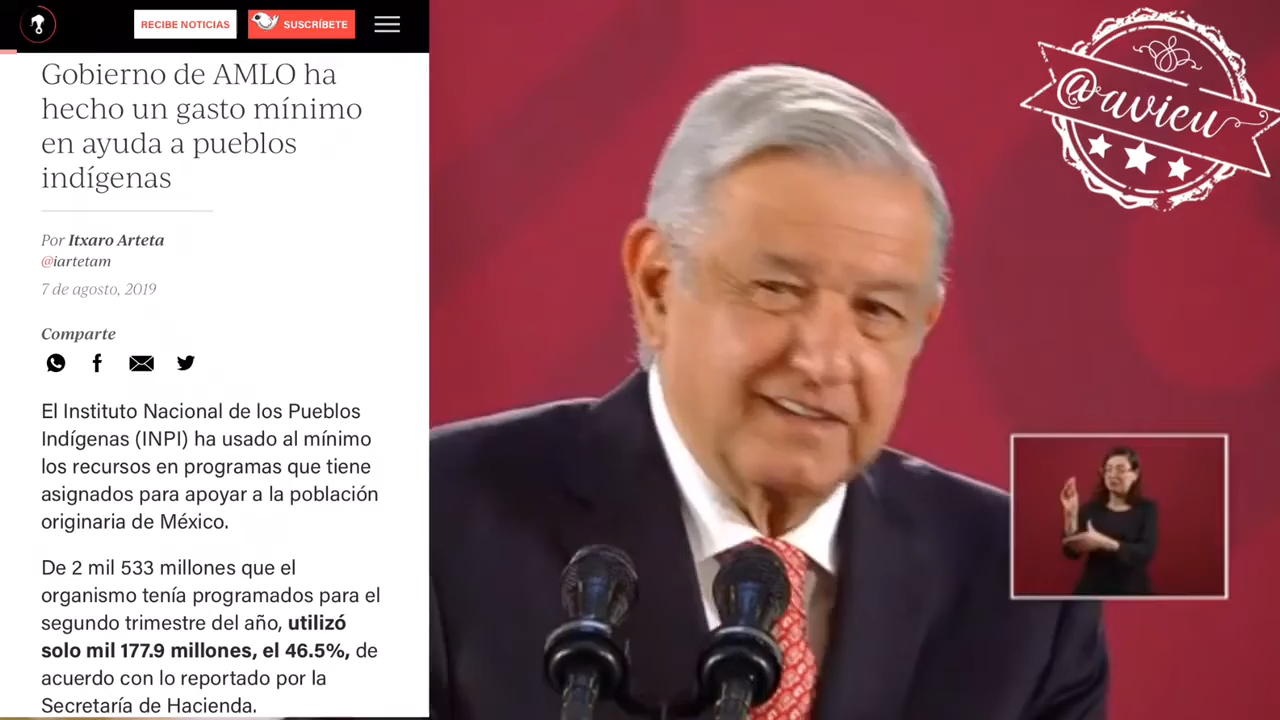 RECIBE NOTICIAS
SUSCRÍBETE
Gobierno de AMLO ha
hecho un gasto mínimo
en ayuda a pueblos
indígenas
Por Itxaro Arteta
@iartetam
7 de agosto, 2019
Comparte
El Instituto Nacional de los Pueblos
Indígenas (INPI) ha usado al mínimo
los recursos en programas que tiene
asignados para apoyar a la población
originaria de México.
De 2 mil 533 millones que el
organismo tenía programados para el
segundo trimestre del año, utilizó
solo mil 177.9 millones, el 46.5%, de
acuerdo con lo reportado por la
Secretaría de Hacienda.
@avieu